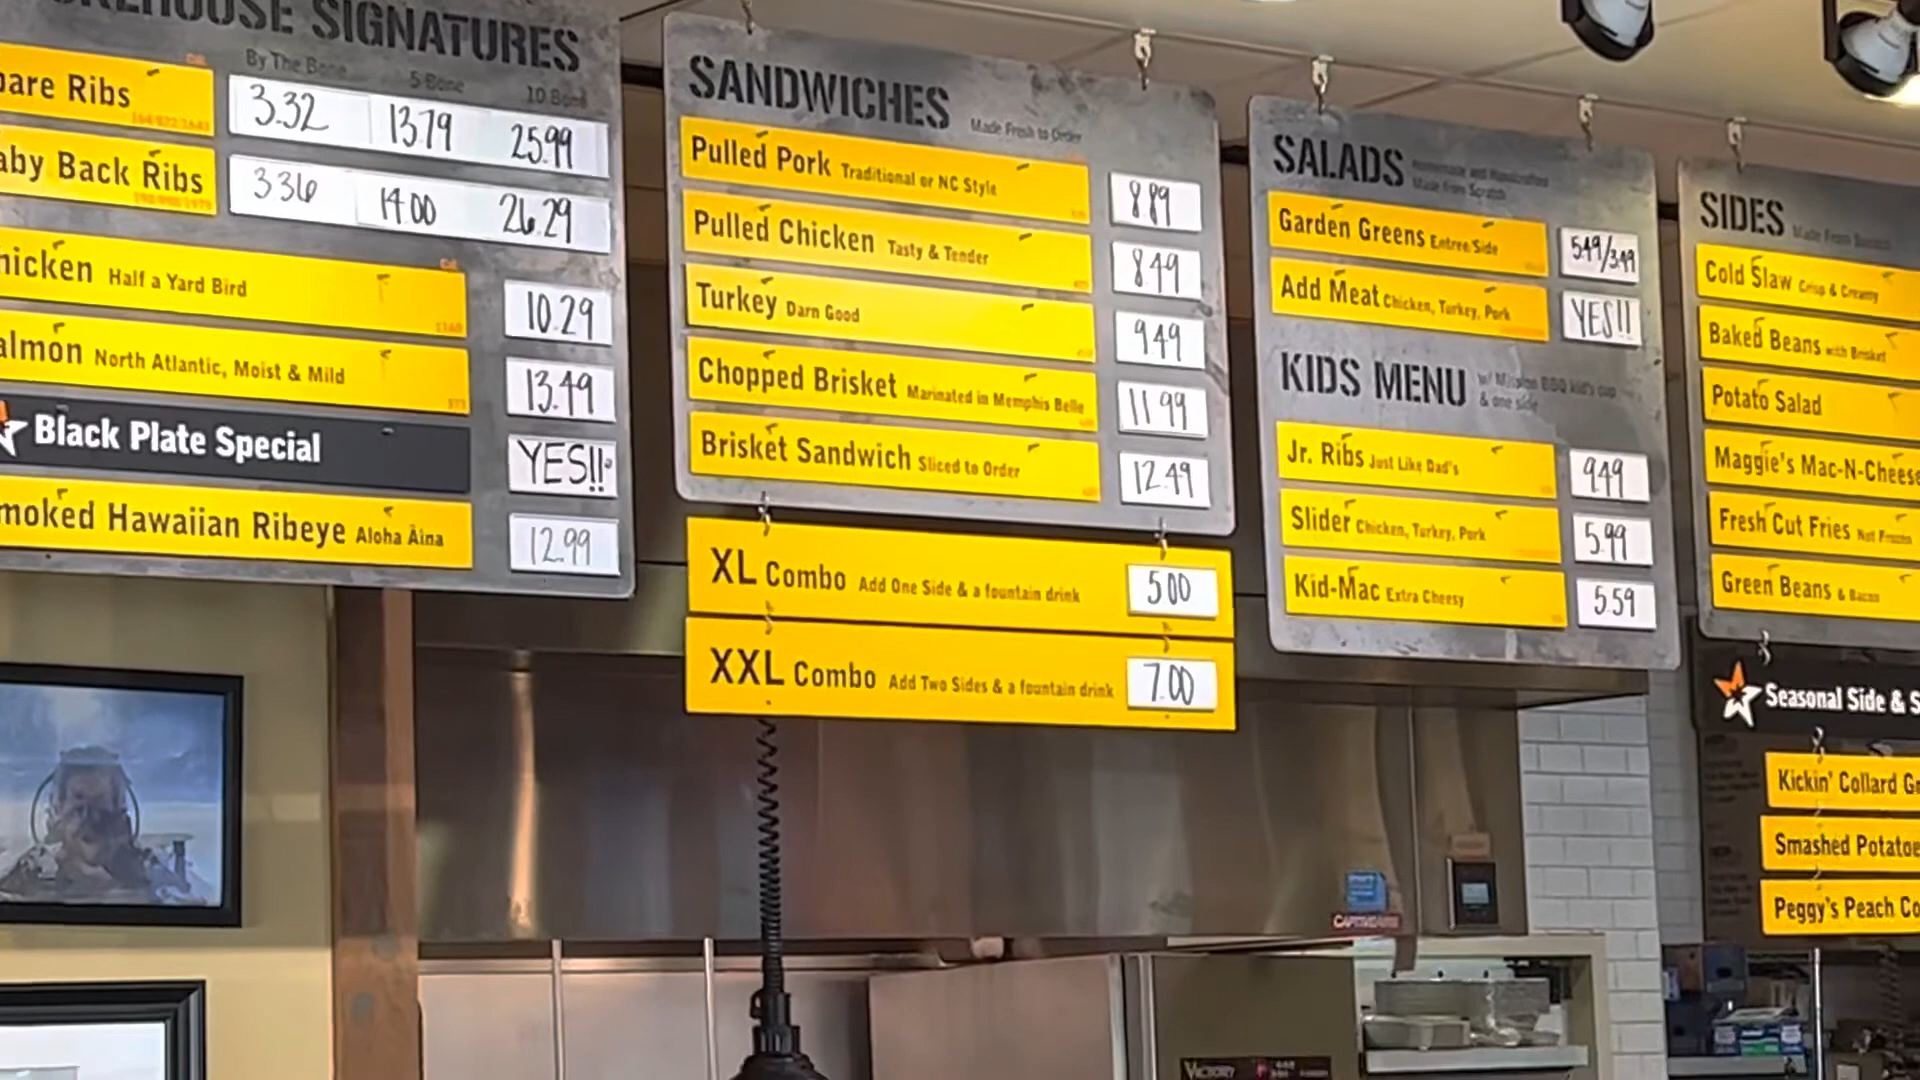 HOUSE SIGNATURES
By The Bone 5 Bone 10 Bone
are Ribs 3.32 13.79 25.99
aby Back Ribs 3.36 14.00 26.29
hicken Half a Yard Bird 10.29
almon North Atlantic, Moist & Mild 13.49
Black Plate Special YES!!
moked Hawaiian Ribeye Aloha Āina 12.99
SANDWICHES Made Fresh to Order
Pulled Pork Traditional or NC Style 8.89
Pulled Chicken Tasty & Tender 8.49
Turkey Darn Good 9.49
Chopped Brisket Marinated in Memphis Belle 11.99
Brisket Sandwich Sliced to Order 12.49
XL Combo Add One Side & a fountain drink 5.00
XXL Combo Add Two Sides & a fountain drink 7.00
SALADS Homemade and Handcrafted
Made From Scratch
Garden Greens Entree/Side 5.49/3.49
Add Meat Chicken, Turkey, Pork YES!!
KIDS MENU w/ Mission BBQ kid's cup
& one side
Jr. Ribs Just Like Dad's 9.49
Slider Chicken, Turkey, Pork 5.99
Kid-Mac Extra Cheesy 5.59
SIDES Made From Scratch
Cold Slaw Crisp & Creamy
Baked Beans with Brisket
Potato Salad
Maggie's Mac-N-Cheese
Fresh Cut Fries Not Frozen
Green Beans & Bacon
Seasonal Side & S
Kickin' Collard G
Smashed Potatoe
Peggy's Peach Co
VICTORY